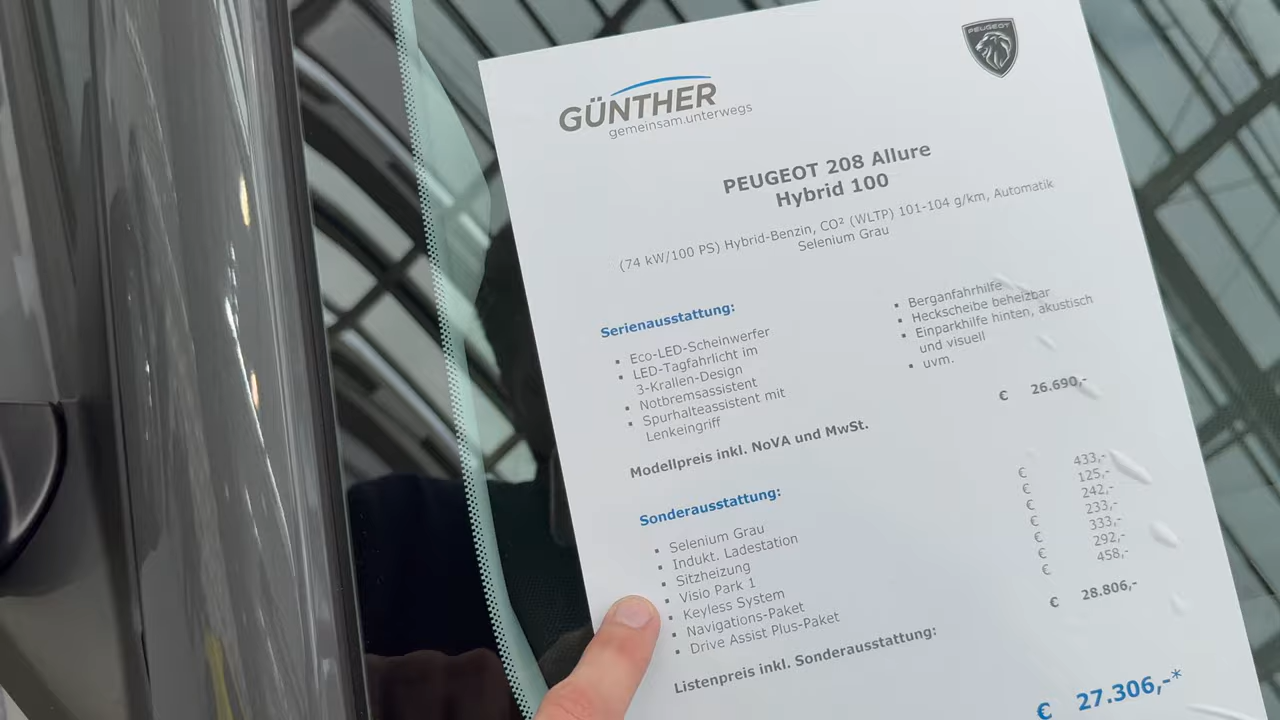 GÜNTHER
gemeinsam.unterwegs
PEUGEOT
PEUGEOT 208 Allure
Hybrid 100
(74 kW/100 PS) Hybrid-Benzin, CO² (WLTP) 101-104 g/km, Automatik
Selenium Grau
Serienausstattung:
▪ Eco-LED-Scheinwerfer
▪ LED-Tagfahrlicht im
3-Krallen-Design
▪ Notbremsassistent
▪ Spurhalteassistent mit
Lenkeingriff
▪ Berganfahrhilfe
▪ Heckscheibe beheizbar
▪ Einparkhilfe hinten, akustisch
und visuell
▪ uvm.
Modellpreis inkl. NoVA und MwSt. € 26.690,-
Sonderausstattung:
▪ Selenium Grau € 433,-
▪ Indukt. Ladestation € 125,-
▪ Sitzheizung € 242,-
▪ Visio Park 1 € 233,-
▪ Keyless System € 333,-
▪ Navigations-Paket € 292,-
▪ Drive Assist Plus-Paket € 458,-
Listenpreis inkl. Sonderausstattung: € 28.806,-
€ 27.306,-*